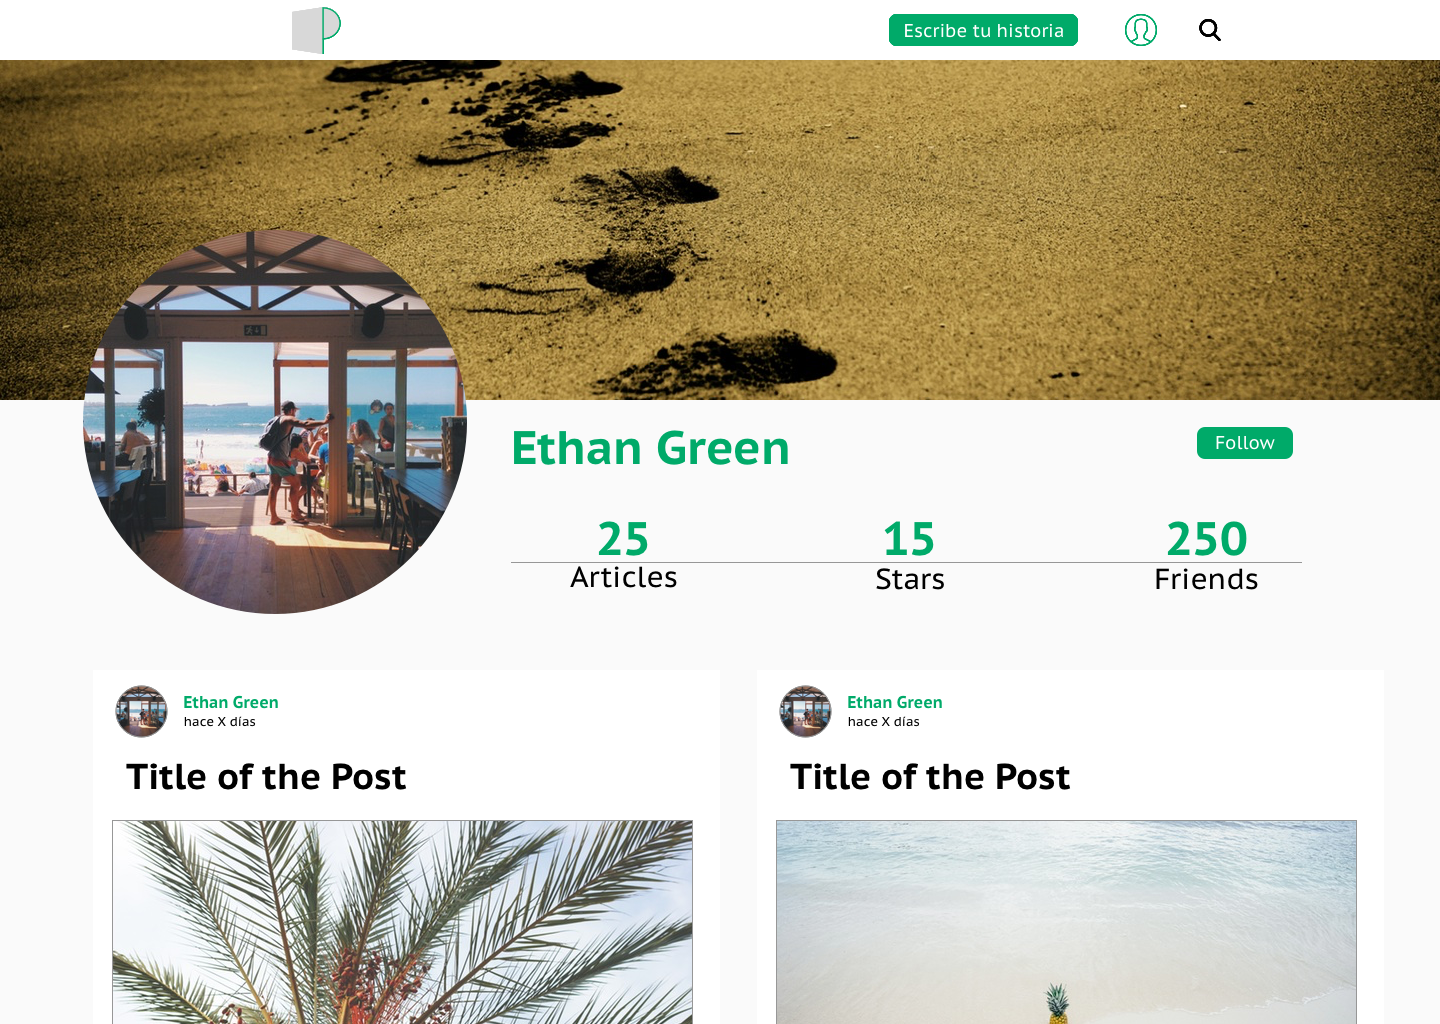 Escribe tu historia
Ethan Green
Follow
25
15
250
Articles
Stars
Friends
Ethan Green
hace X días
Title of the Post
Ethan Green
hace X días
Title of the Post